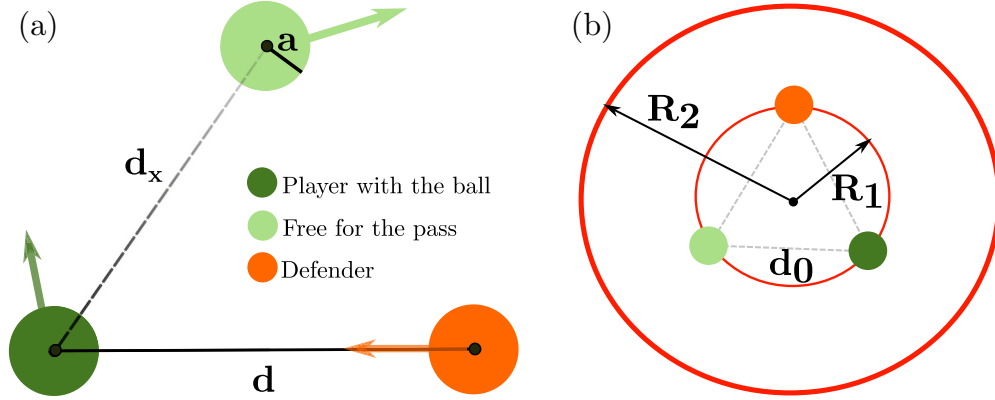 (a)
a
d_x
Player with the ball
Free for the pass
Defender
d
(b)
R_2
R_1
d_0